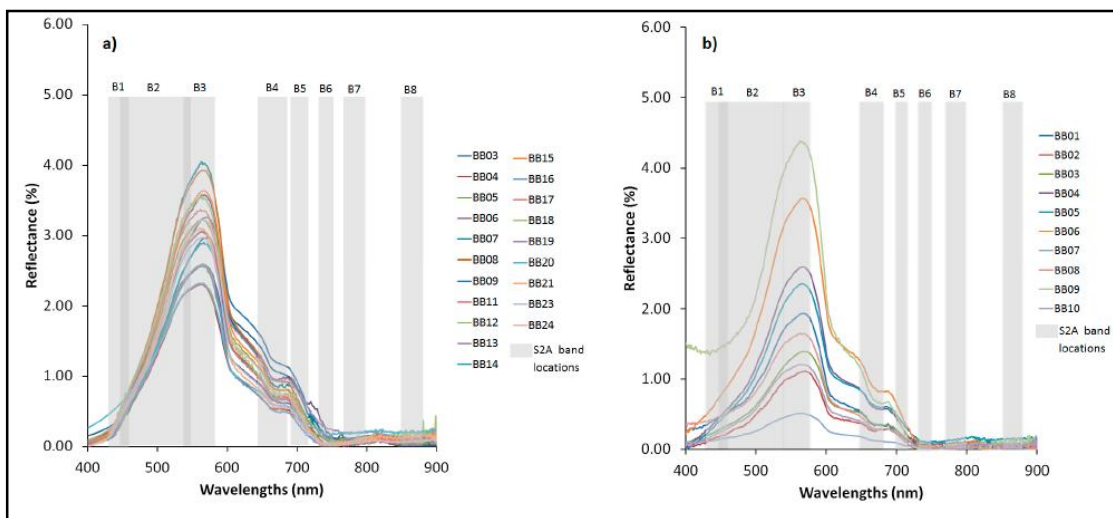 a)
6.00
5.00
4.00
3.00
2.00
1.00
0.00
Reflectance (%)
B1 B2 B3 B4 B5 B6 B7 B8
400 500 600 700 800 900
Wavelengths (nm)
BB03 BB15
BB04 BB16
BB05 BB17
BB06 BB18
BB07 BB19
BB08 BB20
BB09 BB21
BB11 BB23
BB12 BB24
BB13 S2A band
BB14 locations
b)
6.00
5.00
4.00
3.00
2.00
1.00
0.00
Reflectance (%)
B1 B2 B3 B4 B5 B6 B7 B8
400 500 600 700 800 900
Wavelengths (nm)
BB01
BB02
BB03
BB04
BB05
BB06
BB07
BB08
BB09
BB10
S2A band
locations